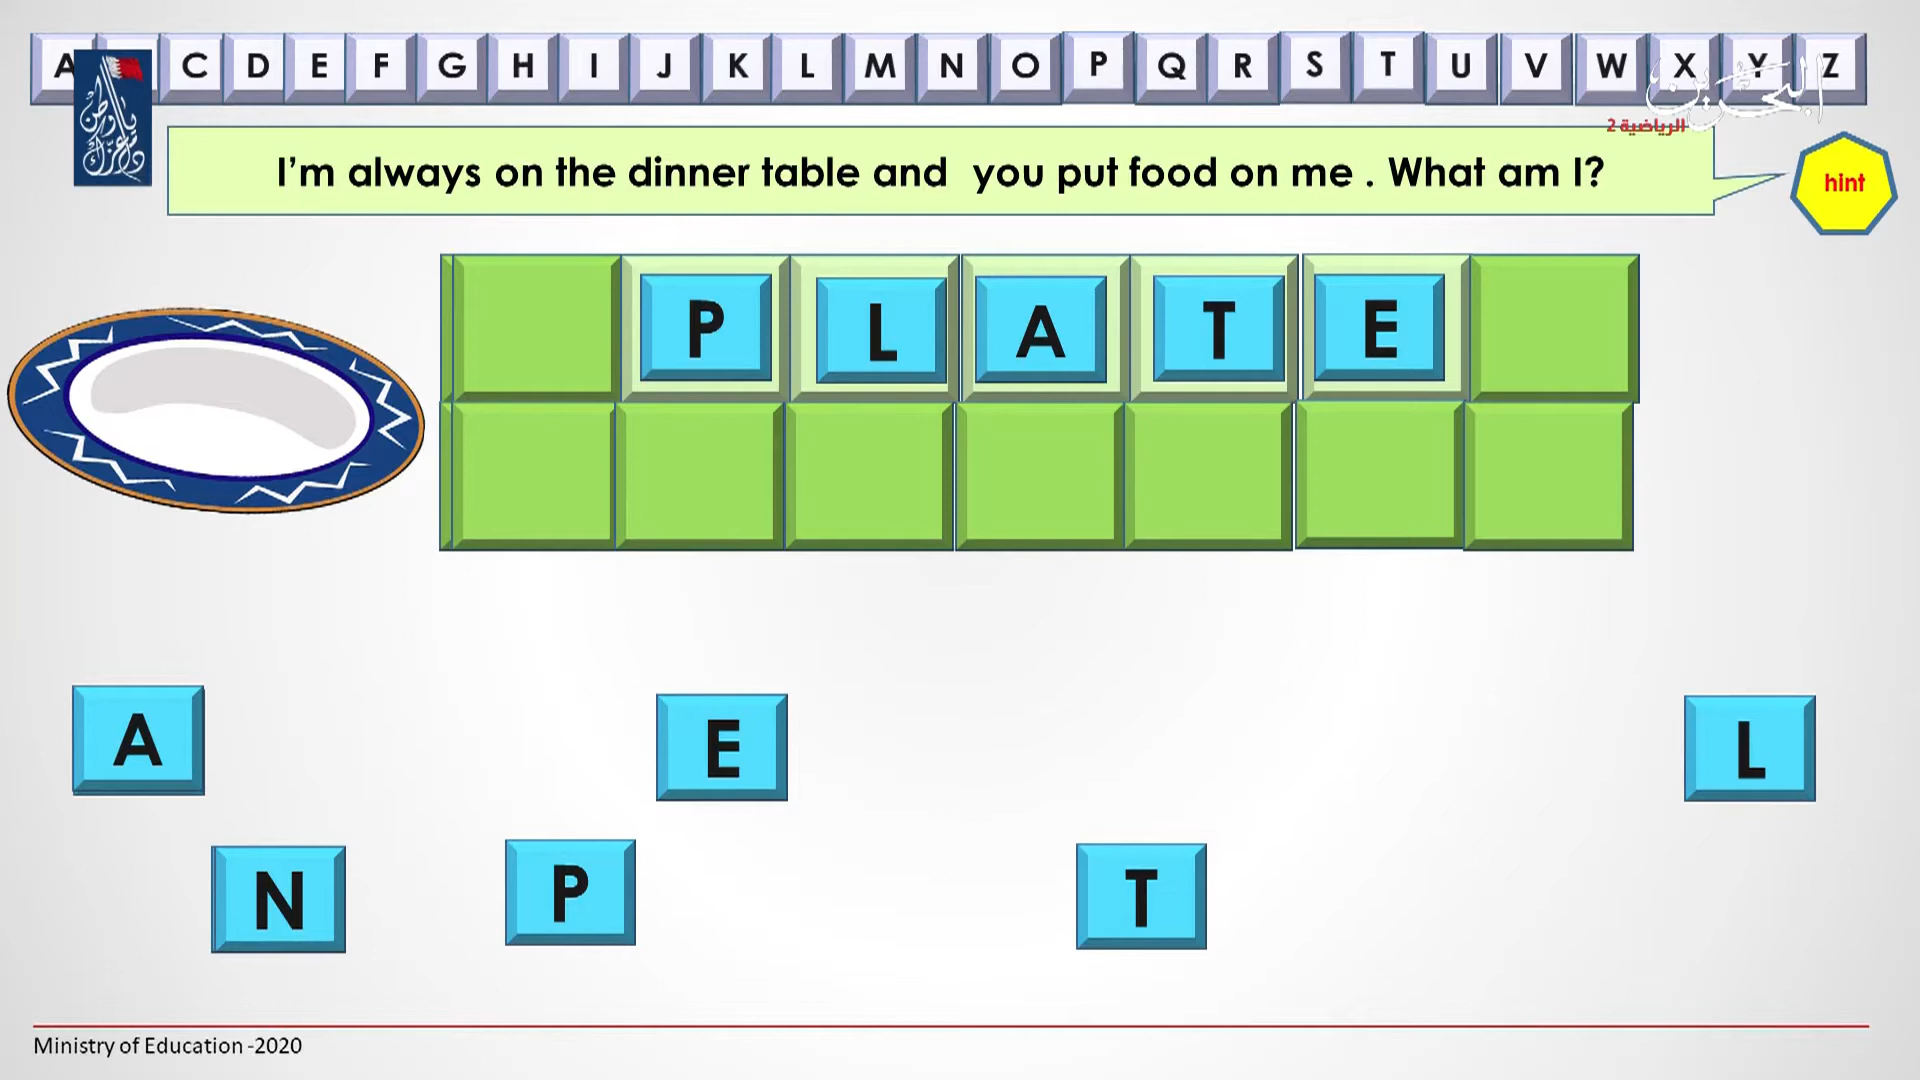 A C D E F G H I J K L M N O P Q R S T U V W X Y Z
البحرين
الرياضية 2
I'm always on the dinner table and you put food on me . What am I?
hint
P L A T E
A E L
N P T
Ministry of Education -2020